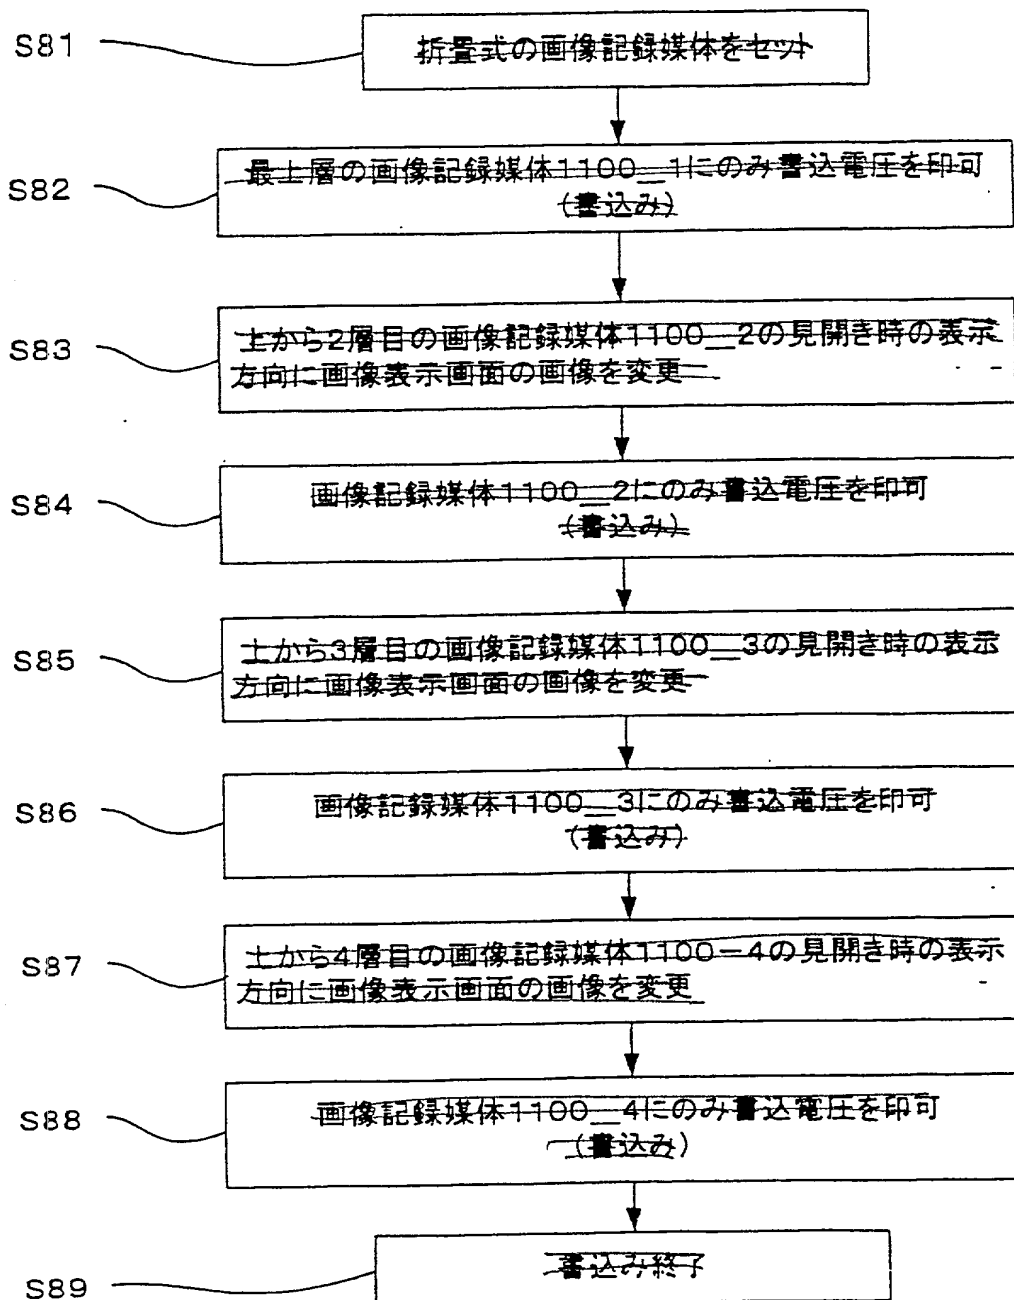 S81
折畳式の画像記録媒体をセット
S82
最上層の画像記録媒体1100__1にのみ書込電圧を印可
(書込み)
S83
上から2層目の画像記録媒体1100__2の見開き時の表示
方向に画像表示画面の画像を変更
S84
画像記録媒体1100__2にのみ書込電圧を印可
(書込み)
S85
上から3層目の画像記録媒体1100__3の見開き時の表示
方向に画像表示画面の画像を変更
S86
画像記録媒体1100__3にのみ書込電圧を印可
(書込み)
S87
上から4層目の画像記録媒体1100-4の見開き時の表示
方向に画像表示画面の画像を変更
S88
画像記録媒体1100__4にのみ書込電圧を印可
(書込み)
S89
書込み終了